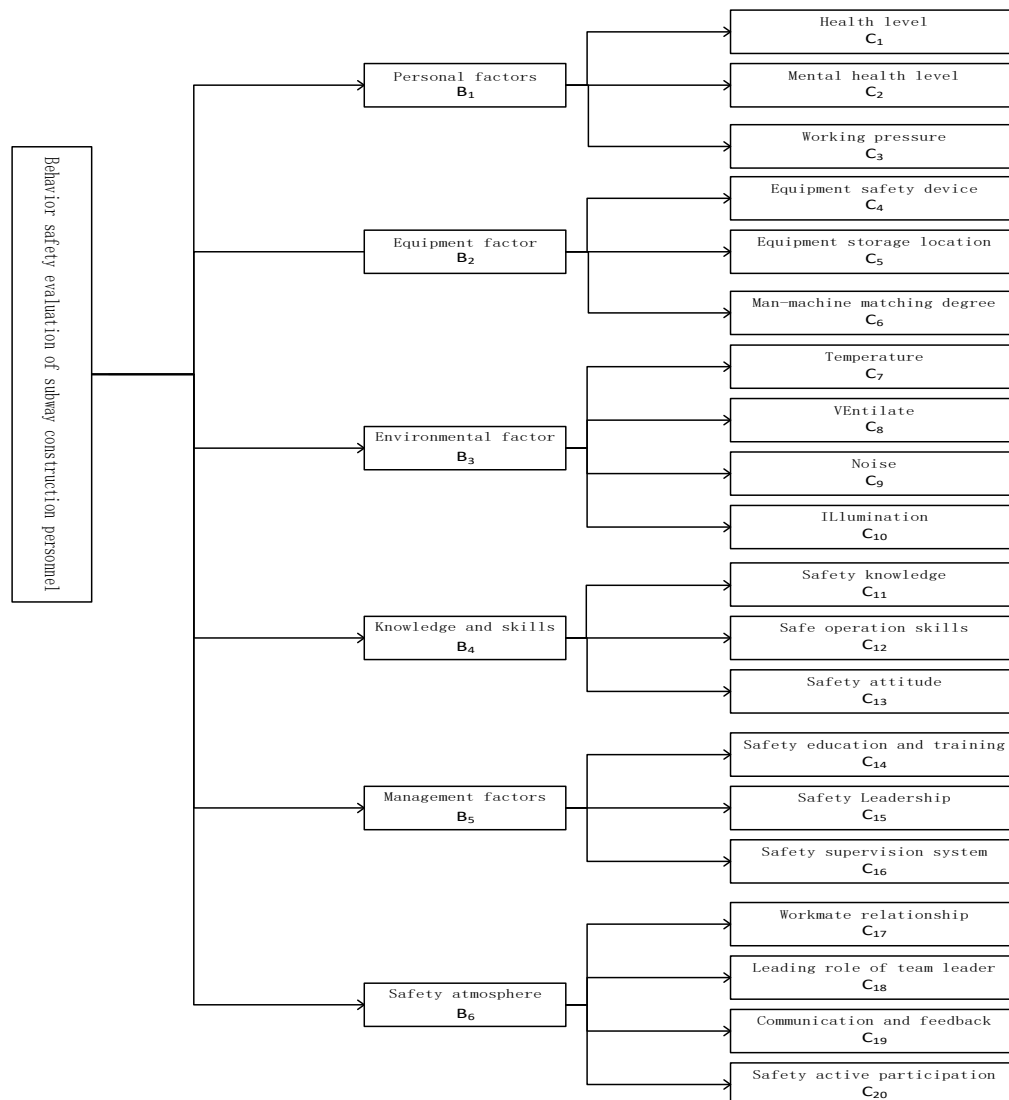 Behavior safety evaluation of subway construction personnel
Personal factors
B₁
Health level
C₁
Mental health level
C₂
Working pressure
C₃
Equipment factor
B₂
Equipment safety device
C₄
Equipment storage location
C₅
Man-machine matching degree
C₆
Environmental factor
B₃
Temperature
C₇
VEntilate
C₈
Noise
C₉
ILlumination
C₁₀
Knowledge and skills
B₄
Safety knowledge
C₁₁
Safe operation skills
C₁₂
Safety attitude
C₁₃
Management factors
B₅
Safety education and training
C₁₄
Safety Leadership
C₁₅
Safety supervision system
C₁₆
Safety atmosphere
B₆
Workmate relationship
C₁₇
Leading role of team leader
C₁₈
Communication and feedback
C₁₉
Safety active participation
C₂₀